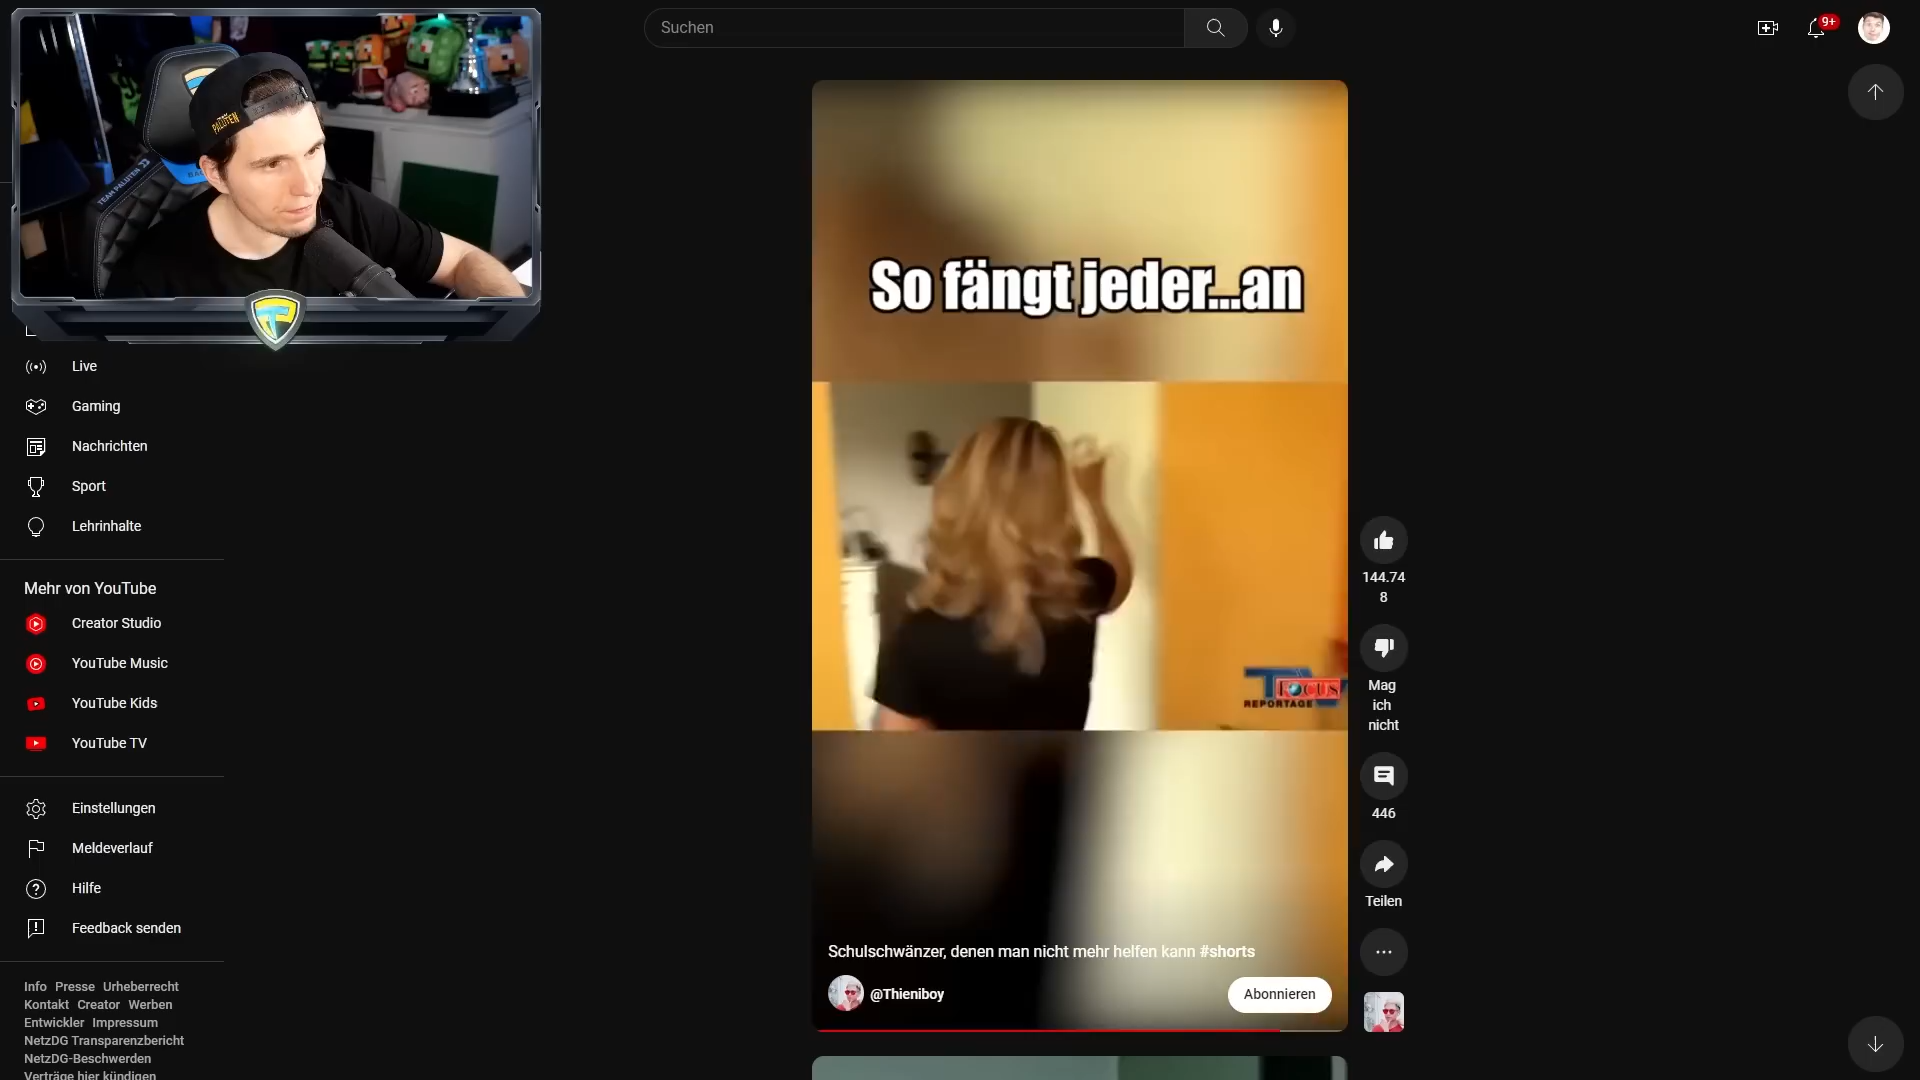 Suchen
9+
PALUTEN
TEAM PALUTEN
So fängt jeder...an
Live
Gaming
Nachrichten
Sport
Lehrinhalte
Mehr von YouTube
Creator Studio
YouTube Music
YouTube Kids
YouTube TV
Einstellungen
Meldeverlauf
Hilfe
Feedback senden
Info Presse Urheberrecht
Kontakt Creator Werben
Entwickler Impressum
NetzDG Transparenzbericht
NetzDG-Beschwerden
Verträge hier kündigen
FOCUS
REPORTAGE
Schulschwänzer, denen man nicht mehr helfen kann #shorts
@Thieniboy
Abonnieren
144.74
8
Mag
ich
nicht
446
Teilen